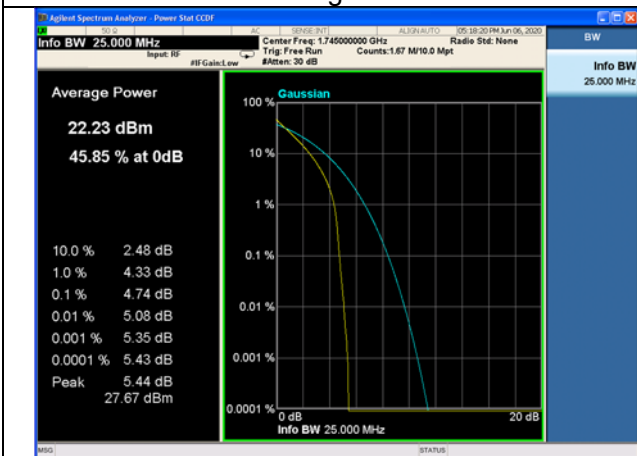 Agilent Spectrum Analyzer - Power Stat CCDF
50 Ω AC SENSE:INT ALIGNAUTO 05:18:20 PM Jun 06, 2020
Info BW 25.000 MHz
Input: RF
#IFGain:Low
Center Freq: 1.745000000 GHz
Radio Std: None
Trig: Free Run Counts:1.67 M/10.0 Mpt
#Atten: 30 dB
BW
Info BW
25.000 MHz
Average Power
22.23 dBm
45.85 % at 0dB
10.0 % 2.48 dB
1.0 % 4.33 dB
0.1 % 4.74 dB
0.01 % 5.08 dB
0.001 % 5.35 dB
0.0001 % 5.43 dB
Peak 5.44 dB
27.67 dBm
Gaussian
100 %
10 %
1 %
0.1 %
0.01 %
0.001 %
0.0001 %
0 dB 20 dB
Info BW 25.000 MHz
MSG STATUS